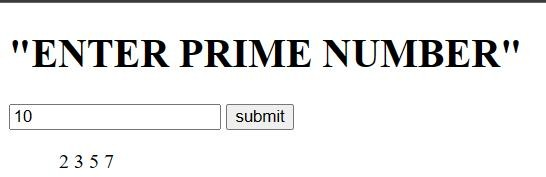 "ENTER PRIME NUMBER"
10 submit
2 3 5 7